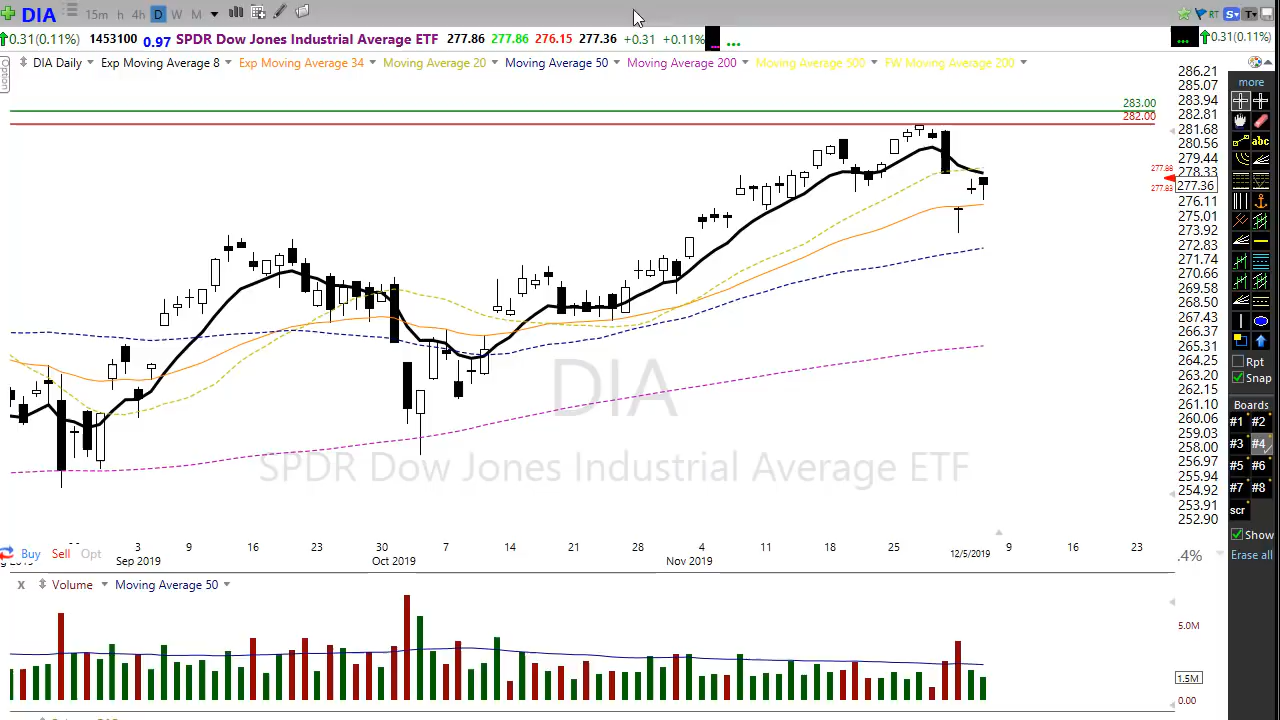 DIA 15m h 4h D W M RT S T
0.31(0.11%) 1453100 0.97 SPDR Dow Jones Industrial Average ETF 277.86 277.86 276.15 277.36 +0.31 +0.11% ... ... 0.31(0.11%)
Option
DIA Daily Exp Moving Average 8 Exp Moving Average 34 Moving Average 20 Moving Average 50 Moving Average 200 Moving Average 500 FW Moving Average 200
286.21
285.07
283.94
282.81
281.68
280.56
279.44
278.33
277.36
276.11
275.01
273.92
272.83
271.74
270.66
269.58
268.50
267.43
266.37
265.31
264.25
263.20
262.15
261.10
260.06
259.03
258.00
256.97
255.94
254.92
253.91
252.90
283.00
282.00
277.88
277.83
DIA
SPDR Dow Jones Industrial Average ETF
3 9 16 23 30 7 14 21 28 4 11 18 25 12/5/2019 9 16 23
Sep 2019 Oct 2019 Nov 2019
Buy Sell Opt
.4%
x Volume Moving Average 50
5.0M
1.5M
0.00
more
abc
Rpt
Snap
Boards
#1 #2
#3 #4
#5 #6
#7 #8
scr
Show
Erase all